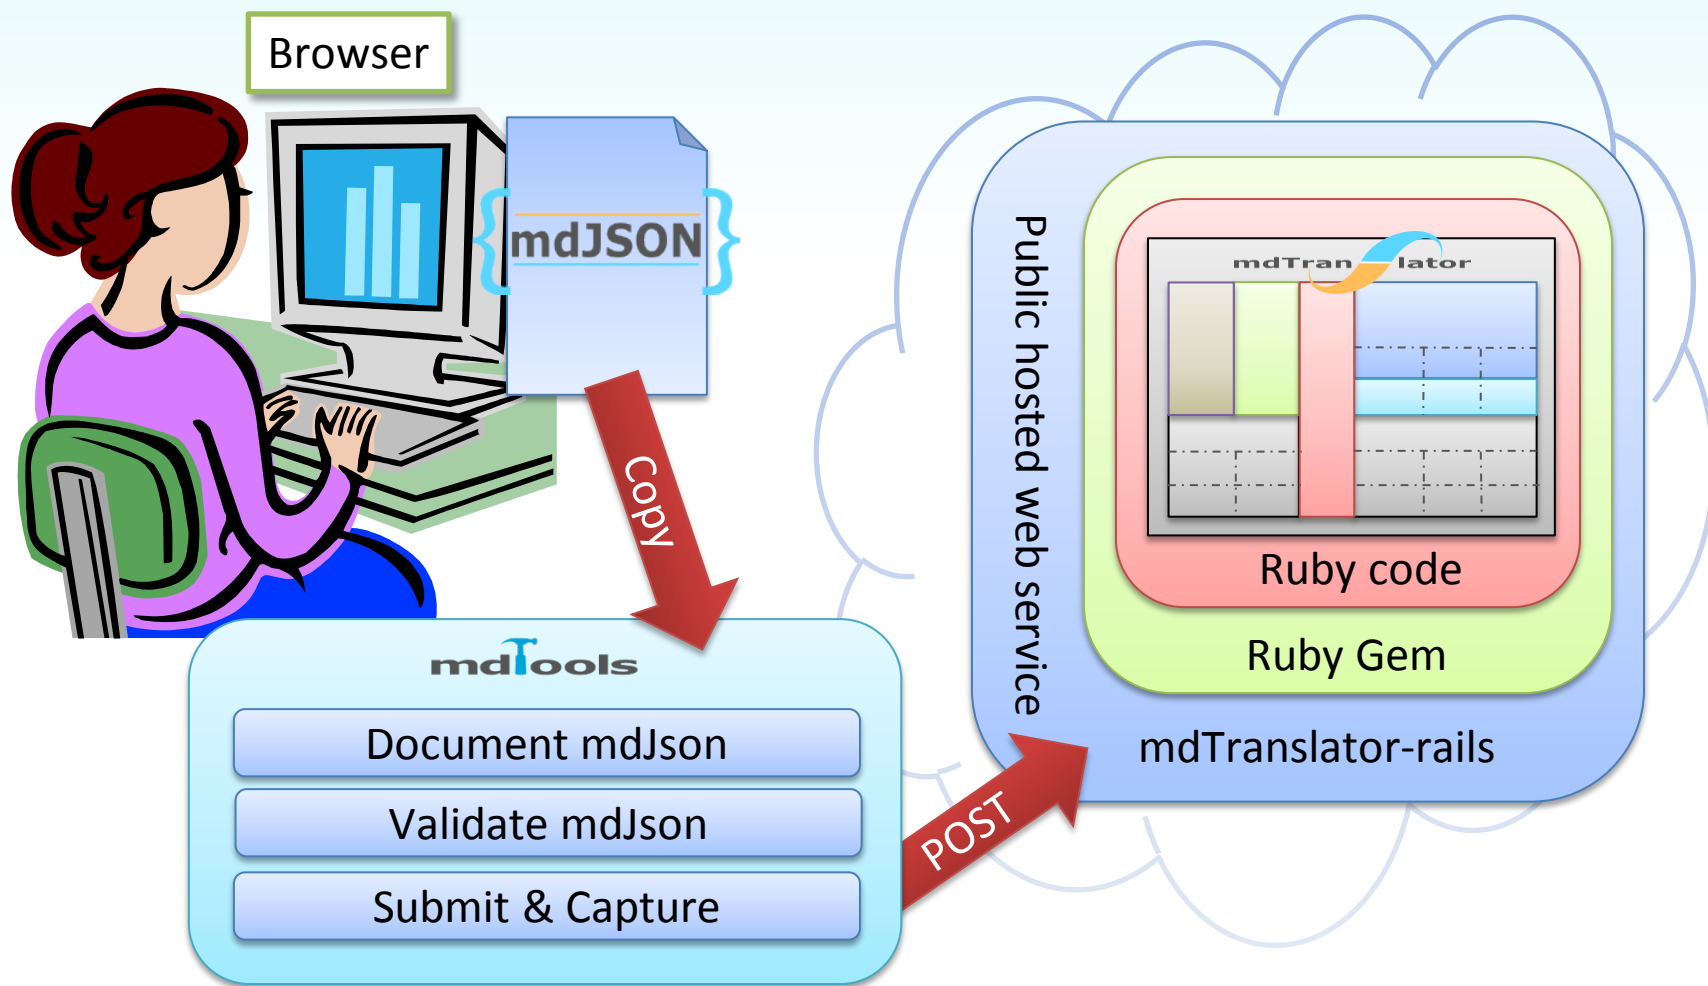 Browser
{mdJSON}
Copy
mdTools
Document mdJson
Validate mdJson
Submit & Capture
POST
Public hosted web service
mdTranslator
Ruby code
Ruby Gem
mdTranslator-rails